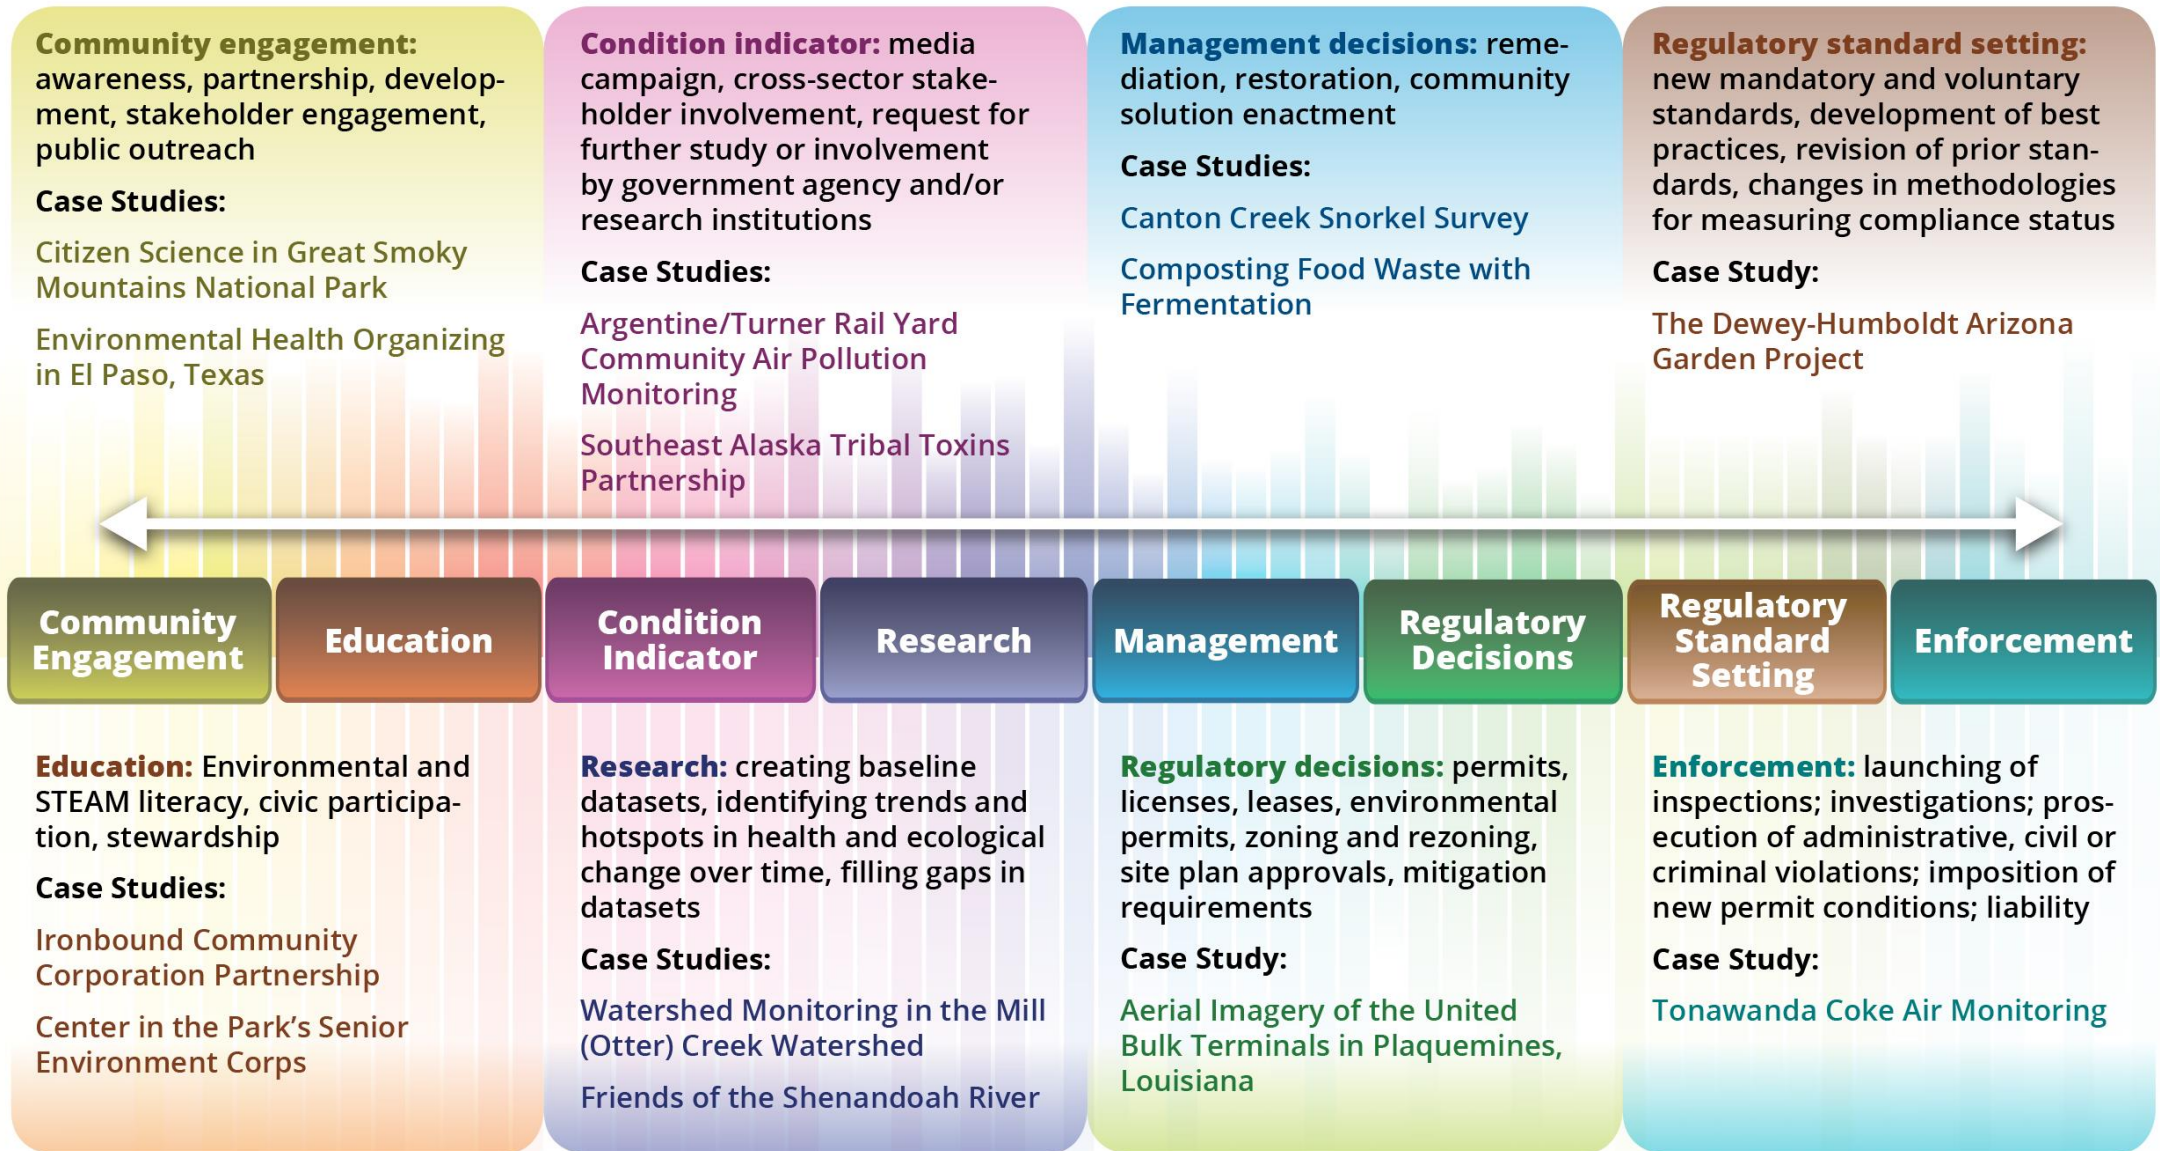 Community engagement:
awareness, partnership, develop-
ment, stakeholder engagement,
public outreach
Case Studies:
Citizen Science in Great Smoky
Mountains National Park
Environmental Health Organizing
in El Paso, Texas
Condition indicator: media
campaign, cross-sector stake-
holder involvement, request for
further study or involvement
by government agency and/or
research institutions
Case Studies:
Argentine/Turner Rail Yard
Community Air Pollution
Monitoring
Southeast Alaska Tribal Toxins
Partnership
Management decisions: reme-
diation, restoration, community
solution enactment
Case Studies:
Canton Creek Snorkel Survey
Composting Food Waste with
Fermentation
Regulatory standard setting:
new mandatory and voluntary
standards, development of best
practices, revision of prior stan-
dards, changes in methodologies
for measuring compliance status
Case Study:
The Dewey-Humboldt Arizona
Garden Project
Community
Engagement
Education
Condition
Indicator
Research
Management
Regulatory
Decisions
Regulatory
Standard
Setting
Enforcement
Education: Environmental and
STEAM literacy, civic participa-
tion, stewardship
Case Studies:
Ironbound Community
Corporation Partnership
Center in the Park’s Senior
Environment Corps
Research: creating baseline
datasets, identifying trends and
hotspots in health and ecological
change over time, filling gaps in
datasets
Case Studies:
Watershed Monitoring in the Mill
(Otter) Creek Watershed
Friends of the Shenandoah River
Regulatory decisions: permits,
licenses, leases, environmental
permits, zoning and rezoning,
site plan approvals, mitigation
requirements
Case Study:
Aerial Imagery of the United
Bulk Terminals in Plaquemines,
Louisiana
Enforcement: launching of
inspections; investigations; pros-
ecution of administrative, civil or
criminal violations; imposition of
new permit conditions; liability
Case Study:
Tonawanda Coke Air Monitoring